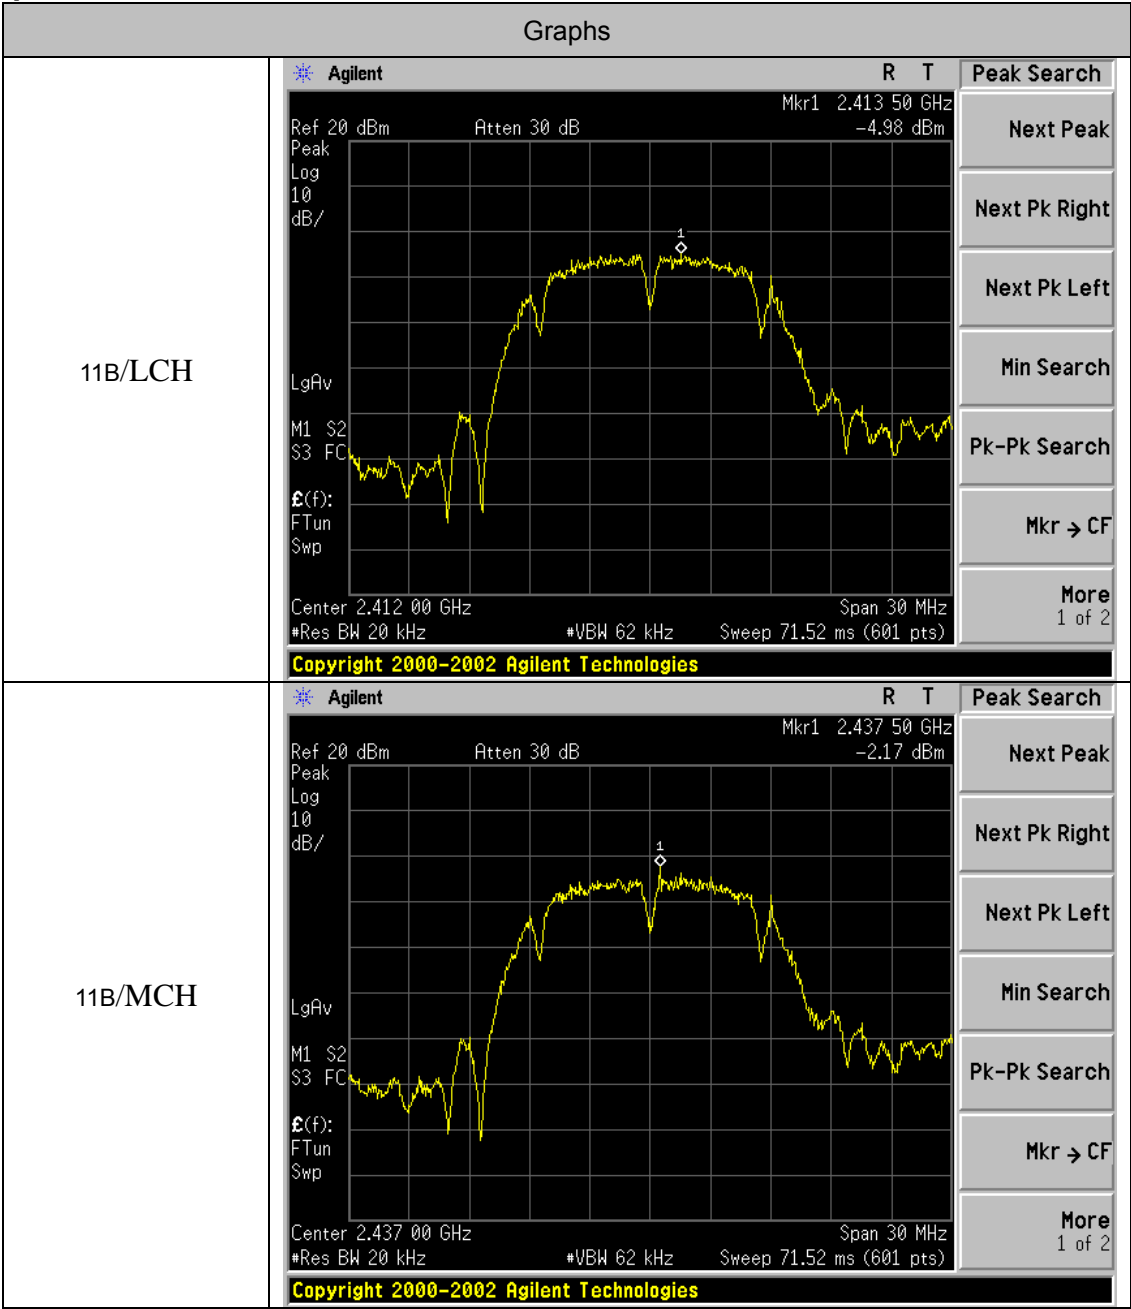 Graphs
11B/LCH
Agilent R T Peak Search
Mkr1 2.413 50 GHz
Ref 20 dBm Atten 30 dB -4.98 dBm
Peak
Log
10
dB/
1
LgAv
M1 S2
S3 FC
£(f):
FTun
Swp
Center 2.412 00 GHz Span 30 MHz
#Res BW 20 kHz #VBW 62 kHz Sweep 71.52 ms (601 pts)
Copyright 2000-2002 Agilent Technologies
Next Peak
Next Pk Right
Next Pk Left
Min Search
Pk-Pk Search
Mkr → CF
More
1 of 2
11B/MCH
Agilent R T Peak Search
Mkr1 2.437 50 GHz
Ref 20 dBm Atten 30 dB -2.17 dBm
Peak
Log
10
dB/
1
LgAv
M1 S2
S3 FC
£(f):
FTun
Swp
Center 2.437 00 GHz Span 30 MHz
#Res BW 20 kHz #VBW 62 kHz Sweep 71.52 ms (601 pts)
Copyright 2000-2002 Agilent Technologies
Next Peak
Next Pk Right
Next Pk Left
Min Search
Pk-Pk Search
Mkr → CF
More
1 of 2